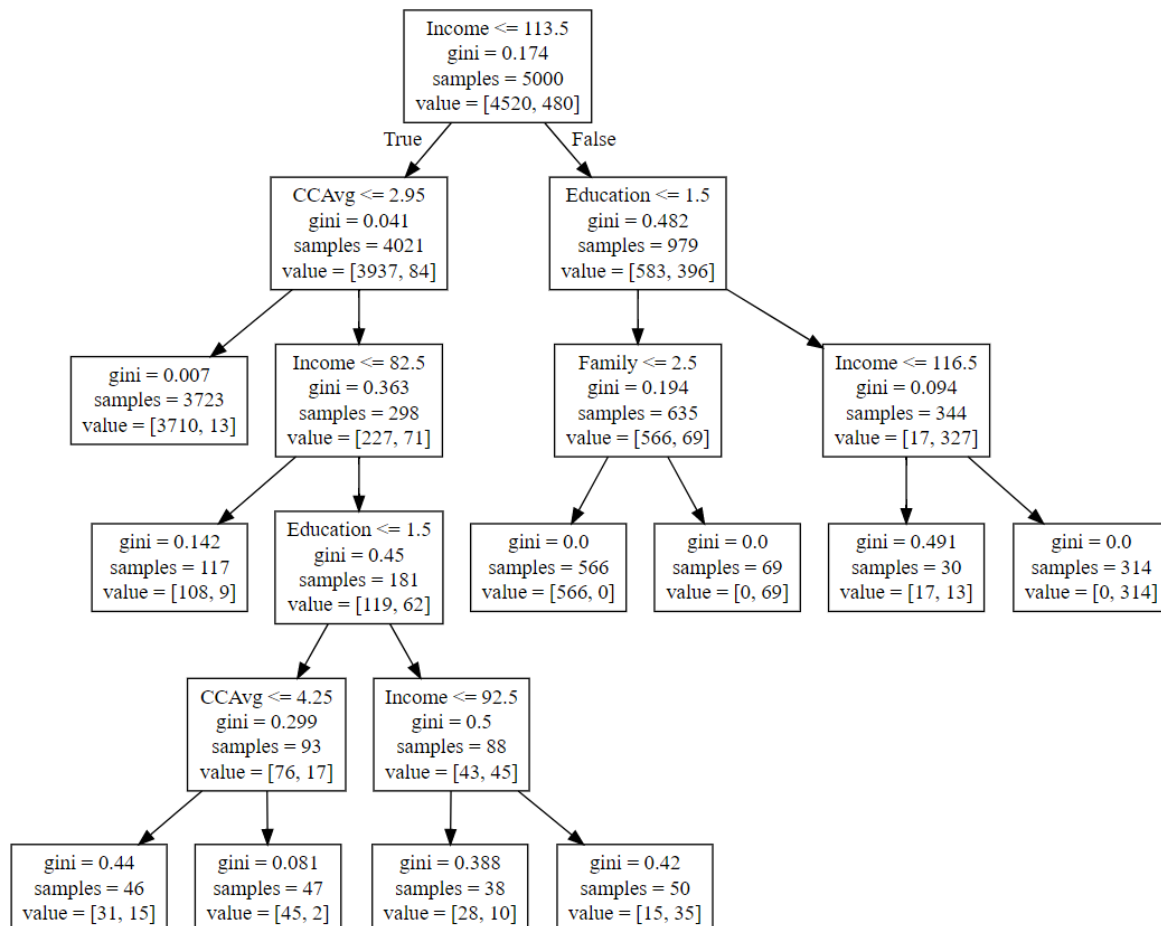 Income <= 113.5
gini = 0.174
samples = 5000
value = [4520, 480]
True
False
CCAvg <= 2.95
gini = 0.041
samples = 4021
value = [3937, 84]
Education <= 1.5
gini = 0.482
samples = 979
value = [583, 396]
gini = 0.007
samples = 3723
value = [3710, 13]
Income <= 82.5
gini = 0.363
samples = 298
value = [227, 71]
Family <= 2.5
gini = 0.194
samples = 635
value = [566, 69]
Income <= 116.5
gini = 0.094
samples = 344
value = [17, 327]
gini = 0.142
samples = 117
value = [108, 9]
Education <= 1.5
gini = 0.45
samples = 181
value = [119, 62]
gini = 0.0
samples = 566
value = [566, 0]
gini = 0.0
samples = 69
value = [0, 69]
gini = 0.491
samples = 30
value = [17, 13]
gini = 0.0
samples = 314
value = [0, 314]
CCAvg <= 4.25
gini = 0.299
samples = 93
value = [76, 17]
Income <= 92.5
gini = 0.5
samples = 88
value = [43, 45]
gini = 0.44
samples = 46
value = [31, 15]
gini = 0.081
samples = 47
value = [45, 2]
gini = 0.388
samples = 38
value = [28, 10]
gini = 0.42
samples = 50
value = [15, 35]